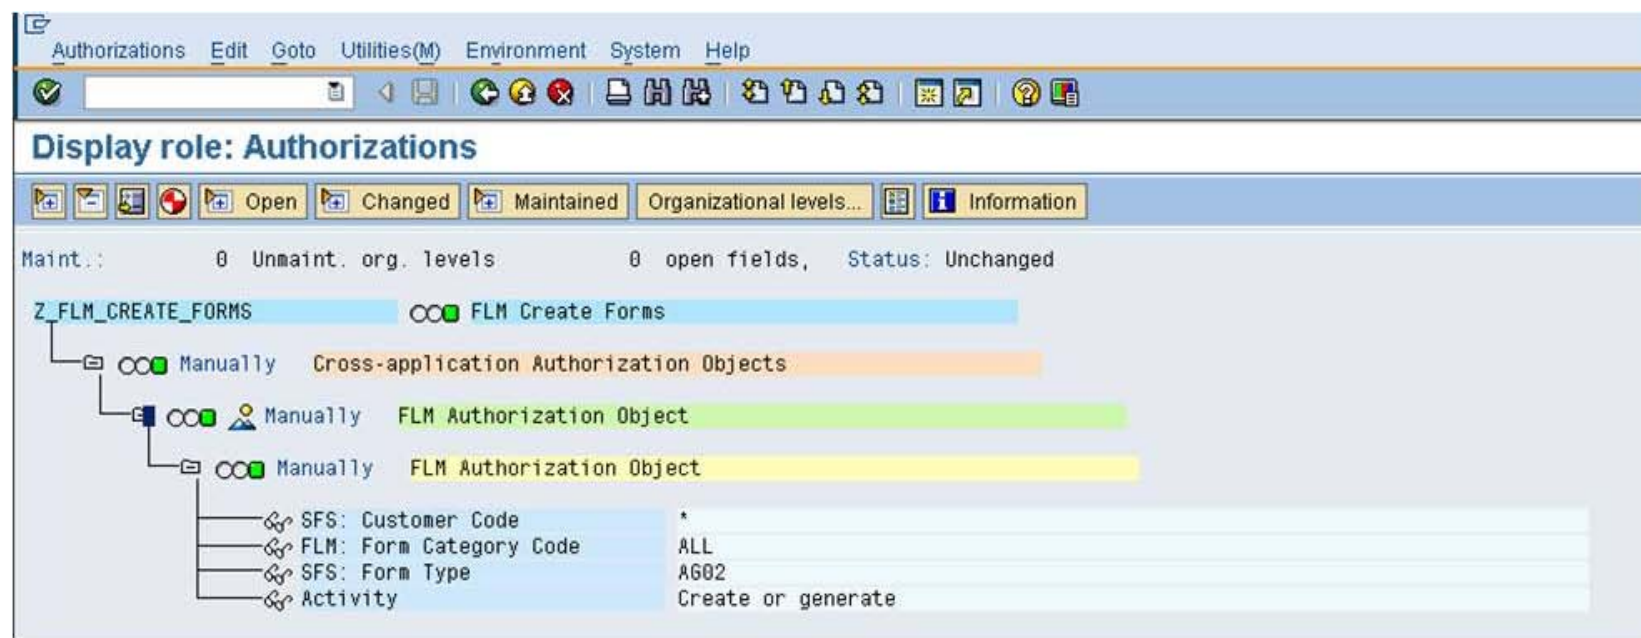 Authorizations Edit Goto Utilities(M) Environment System Help
Display role: Authorizations
Open Changed Maintained Organizational levels... Information
Maint.: 0 Unmaint. org. levels 0 open fields, Status: Unchanged
Z_FLM_CREATE_FORMS FLM Create Forms
Manually Cross-application Authorization Objects
Manually FLM Authorization Object
Manually FLM Authorization Object
SFS: Customer Code *
FLM: Form Category Code ALL
SFS: Form Type AG02
Activity Create or generate